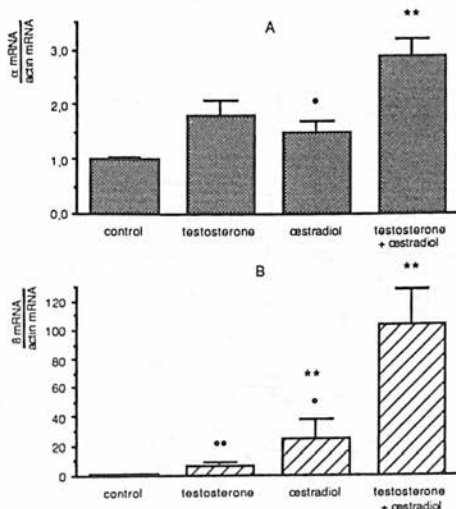 A
α mRNA
actin mRNA
3,0
2,0
1,0
0,0
**
•
control
testosterone
œstradiol
testosterone
+ œstradiol
B
ß mRNA
actin mRNA
120
100
80
60
40
20
0
**
**
•
••
control
testosterone
œstradiol
testosterone
+ œstradiol